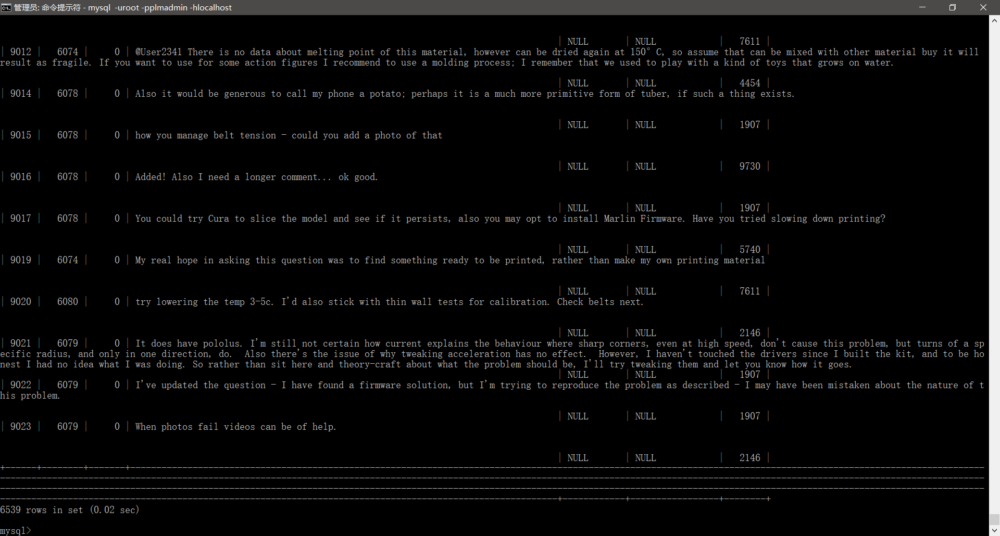 管理员: 命令提示符 - mysql  -uroot -pplmadmin -hlocalhost
| NULL | NULL | 7611 |
| 9012 | 6074 | 0 | @User2341 There is no data about melting point of this material, however can be dried again at 150° C, so assume that can be mixed with other material buy it will
result as fragile. If you want to use for some action figures I recommend to use a molding process; I remember that we used to play with a kind of toys that grows on water.
| NULL | NULL | 4454 |
| 9014 | 6078 | 0 | Also it would be generous to call my phone a potato; perhaps it is a much more primitive form of tuber, if such a thing exists.
| NULL | NULL | 1907 |
| 9015 | 6078 | 0 | how you manage belt tension - could you add a photo of that
| NULL | NULL | 9730 |
| 9016 | 6078 | 0 | Added! Also I need a longer comment... ok good.
| NULL | NULL | 1907 |
| 9017 | 6078 | 0 | You could try Cura to slice the model and see if it persists, also you may opt to install Marlin Firmware. Have you tried slowing down printing?
| NULL | NULL | 5740 |
| 9019 | 6074 | 0 | My real hope in asking this question was to find something ready to be printed, rather than make my own printing material
| NULL | NULL | 7611 |
| 9020 | 6080 | 0 | try lowering the temp 3-5c. I'd also stick with thin wall tests for calibration. Check belts next.
| NULL | NULL | 2146 |
| 9021 | 6079 | 0 | It does have pololus. I'm still not certain how current explains the behaviour where sharp corners, even at high speed, don't cause this problem, but turns of a sp
ecific radius, and only in one direction, do.  Also there's the issue of why tweaking acceleration has no effect.  However, I haven't touched the drivers since I built the kit, and to be ho
nest I had no idea what I was doing. So rather than sit here and theory-craft about what the problem should be, I'll try tweaking them and let you know how it goes.
| NULL | NULL | 1907 |
| 9022 | 6079 | 0 | I've updated the question - I have found a firmware solution, but I'm trying to reproduce the problem as described - I may have been mistaken about the nature of t
his problem.
| NULL | NULL | 1907 |
| 9023 | 6079 | 0 | When photos fail videos can be of help.
| NULL | NULL | 2146 |
6539 rows in set (0.02 sec)
mysql>